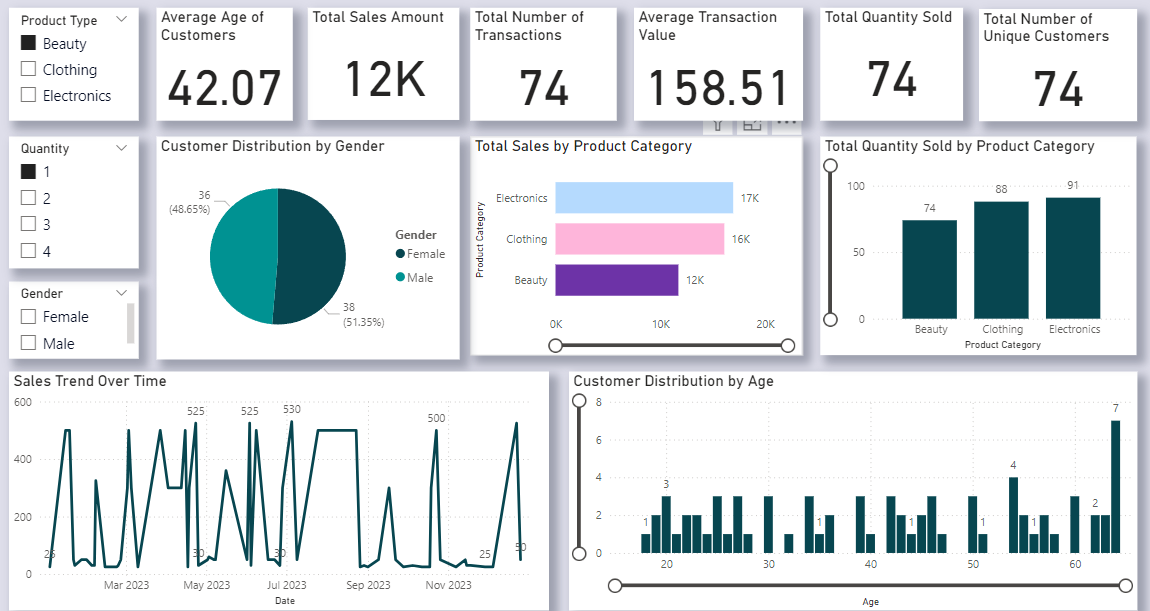 Product Type
Beauty
Clothing
Electronics
Average Age of
Customers
42.07
Total Sales Amount
12K
Total Number of
Transactions
74
Average Transaction
Value
158.51
Total Quantity Sold
74
Total Number of
Unique Customers
74
Quantity
1
2
3
4
Gender
Female
Male
Customer Distribution by Gender
36
(48.65%)
38
(51.35%)
Gender
Female
Male
Total Sales by Product Category
Product Category
Electronics
17K
Clothing
16K
Beauty
12K
0K
10K
20K
Total Quantity Sold by Product Category
100
50
0
74
88
91
Beauty
Clothing
Electronics
Product Category
Sales Trend Over Time
600
400
200
0
25
525
30
525
30
530
500
25
50
Mar 2023
May 2023
Jul 2023
Sep 2023
Nov 2023
Date
Customer Distribution by Age
8
6
4
2
0
1
3
1
1
1
4
1
2
7
20
30
40
50
60
Age